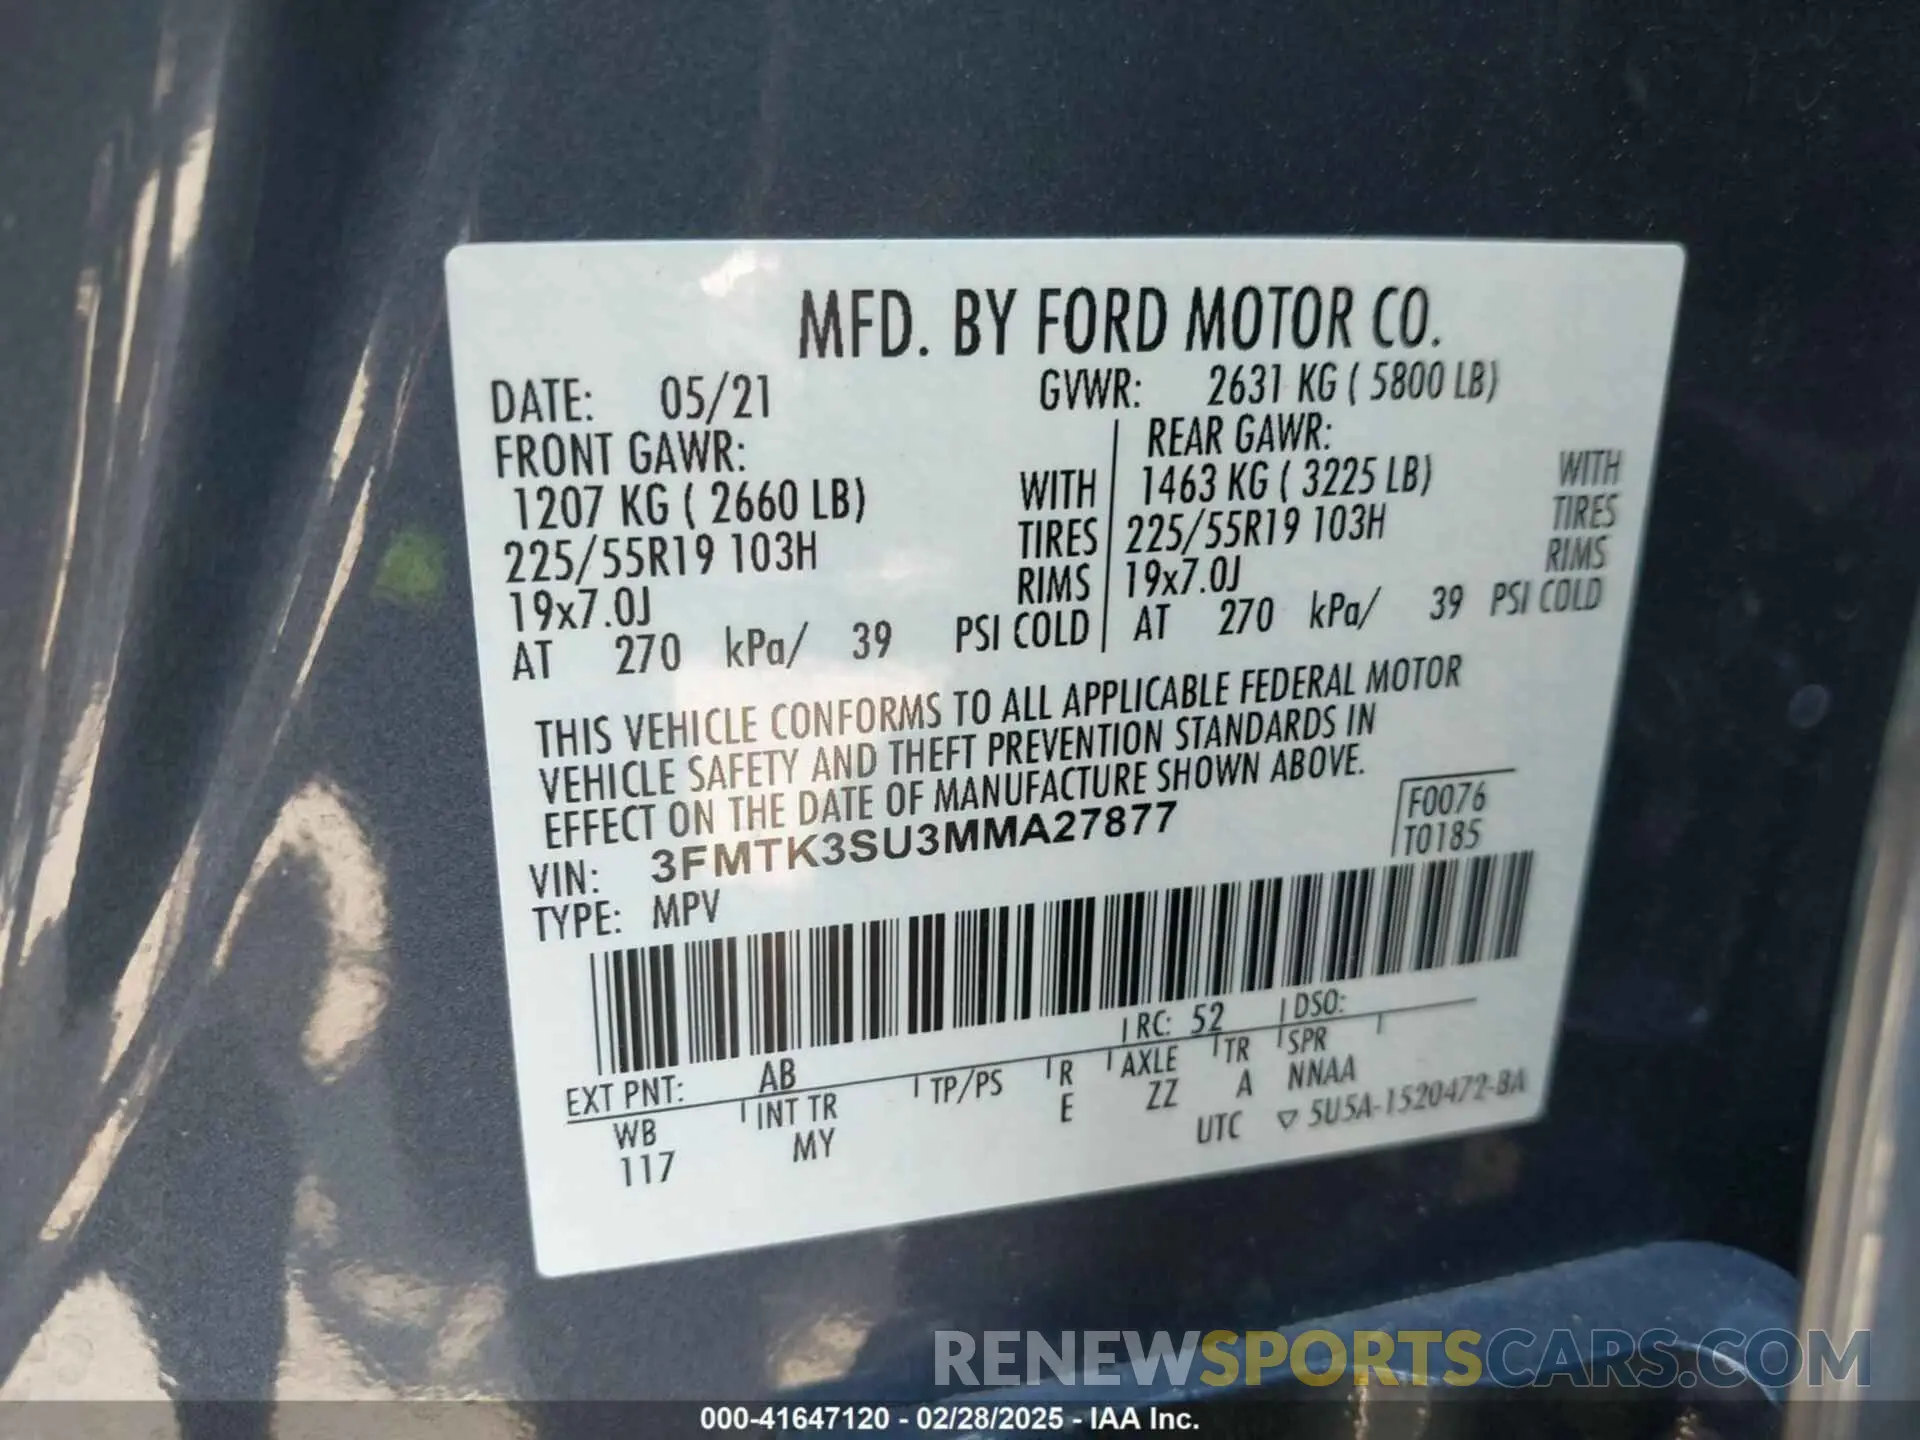 MFD. BY FORD MOTOR CO.
DATE: 05/21 GVWR: 2631 KG ( 5800 LB)
FRONT GAWR: REAR GAWR:
1207 KG ( 2660 LB) WITH 1463 KG ( 3225 LB) WITH
225/55R19 103H TIRES 225/55R19 103H TIRES
19x7.0J RIMS 19x7.0J RIMS
AT 270 kPa/ 39 PSI COLD AT 270 kPa/ 39 PSI COLD
THIS VEHICLE CONFORMS TO ALL APPLICABLE FEDERAL MOTOR
VEHICLE SAFETY AND THEFT PREVENTION STANDARDS IN
EFFECT ON THE DATE OF MANUFACTURE SHOWN ABOVE.
VIN: 3FMTK3SU3MMA27877 F0076
TYPE: MPV T0185
EXT PNT: AB RC: 52 DSO:
WB INT TR TP/PS R AXLE TR SPR
117 MY E ZZ A NNAA
UTC ▽ 5U5A-1520472-BA
RENEWSPORTSCARS.COM
000-41647120 - 02/28/2025 - IAA Inc.